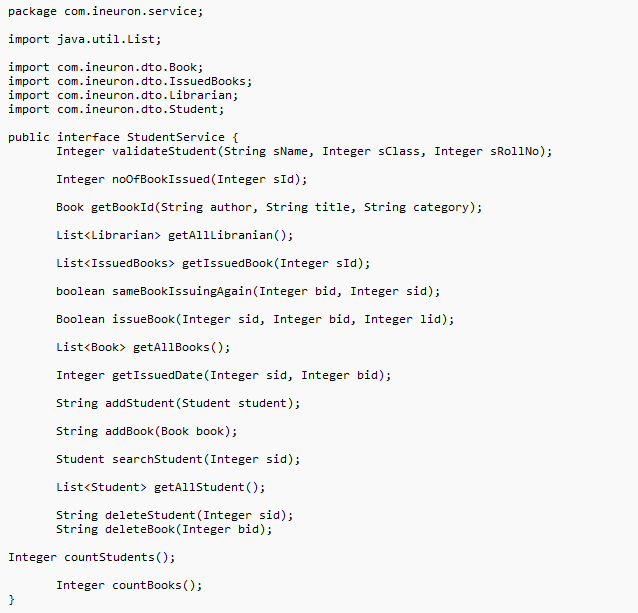 package com.ineuron.service;
import java.util.List;
import com.ineuron.dto.Book;
import com.ineuron.dto.IssuedBooks;
import com.ineuron.dto.Librarian;
import com.ineuron.dto.Student;
public interface StudentService {
Integer validateStudent(String sName, Integer sClass, Integer sRollNo);
Integer noOfBookIssued(Integer sId);
Book getBookId(String author, String title, String category);
List<Librarian> getAllLibranian();
List<IssuedBooks> getIssuedBook(Integer sId);
boolean sameBookIssuingAgain(Integer bid, Integer sid);
Boolean issueBook(Integer sid, Integer bid, Integer lid);
List<Book> getAllBooks();
Integer getIssuedDate(Integer sid, Integer bid);
String addStudent(Student student);
String addBook(Book book);
Student searchStudent(Integer sid);
List<Student> getAllStudent();
String deleteStudent(Integer sid);
String deleteBook(Integer bid);
Integer countStudents();
Integer countBooks();
}